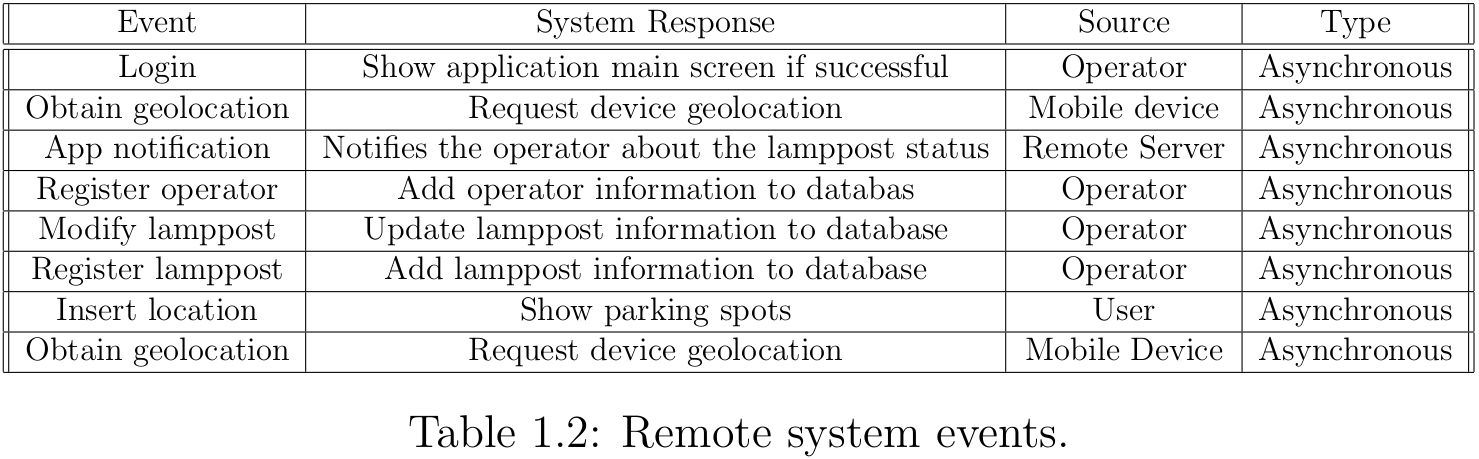 Event System Response Source Type
Login Show application main screen if successful Operator Asynchronous
Obtain geolocation Request device geolocation Mobile device Asynchronous
App notification Notifies the operator about the lamppost status Remote Server Asynchronous
Register operator Add operator information to databas Operator Asynchronous
Modify lamppost Update lamppost information to database Operator Asynchronous
Register lamppost Add lamppost information to database Operator Asynchronous
Insert location Show parking spots User Asynchronous
Obtain geolocation Request device geolocation Mobile Device Asynchronous
Table 1.2: Remote system events.